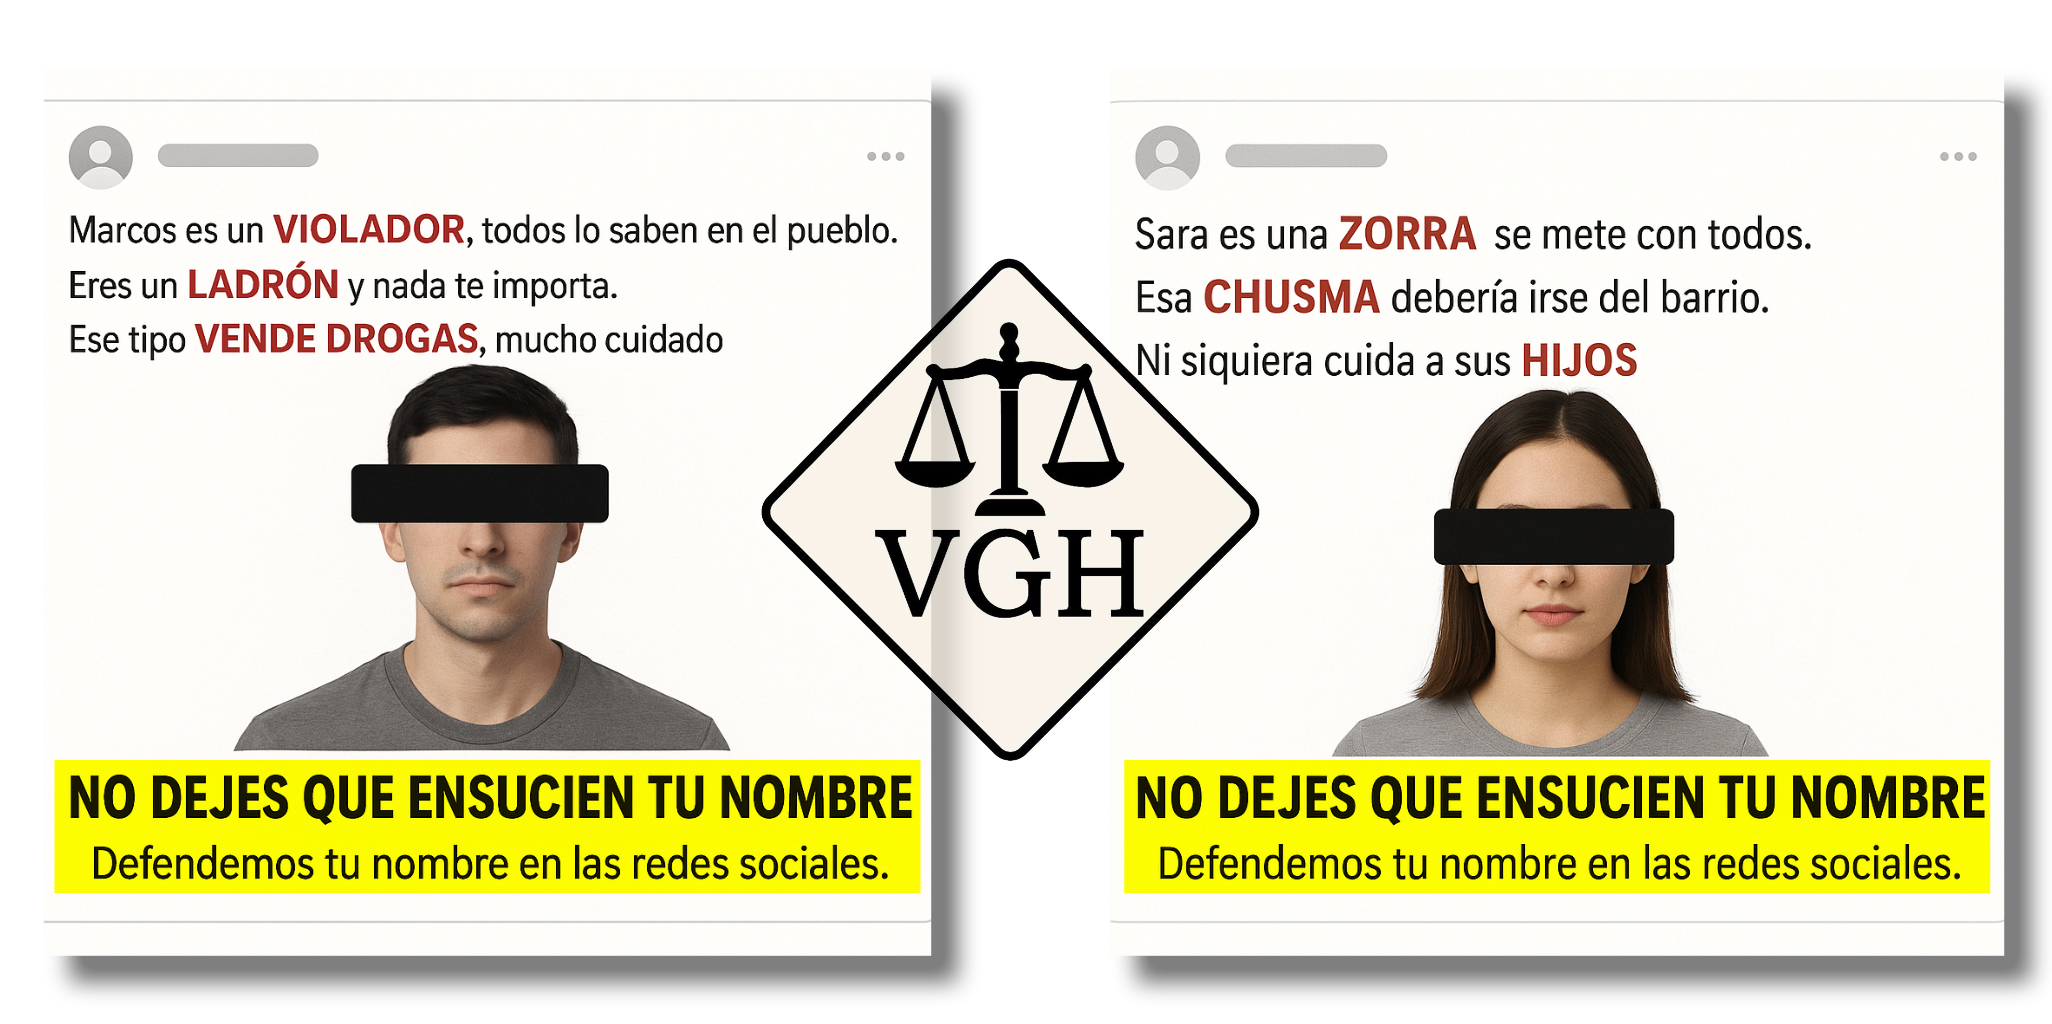 Marcos es un VIOLADOR, todos lo saben en el pueblo.
Eres un LADRÓN y nada te importa.
Ese tipo VENDE DROGAS, mucho cuidado
NO DEJES QUE ENSUCIEN TU NOMBRE
Defendemos tu nombre en las redes sociales.
VGH
Sara es una ZORRA se mete con todos.
Esa CHUSMA debería irse del barrio.
Ni siquiera cuida a sus HIJOS
NO DEJES QUE ENSUCIEN TU NOMBRE
Defendemos tu nombre en las redes sociales.